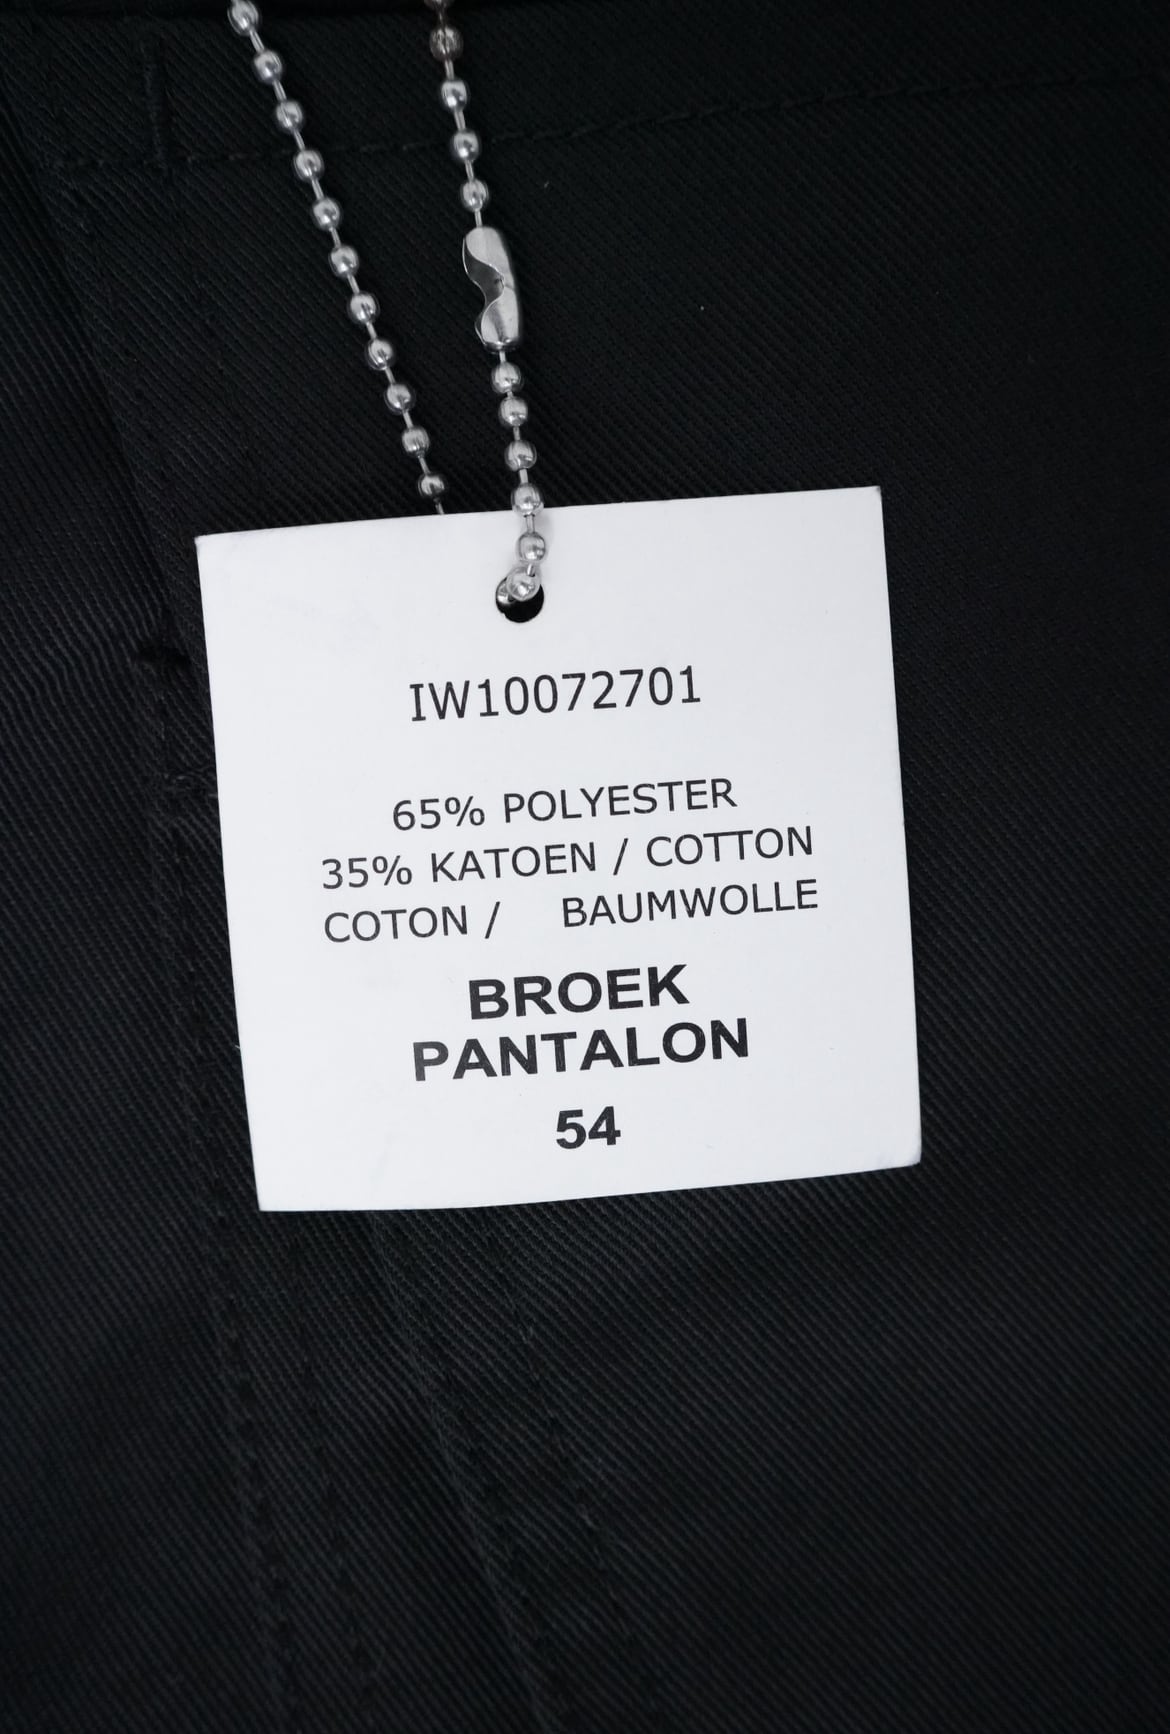 IW10072701
65% POLYESTER
35% KATOEN / COTTON
COTON / BAUMWOLLE
BROEK
PANTALON
54